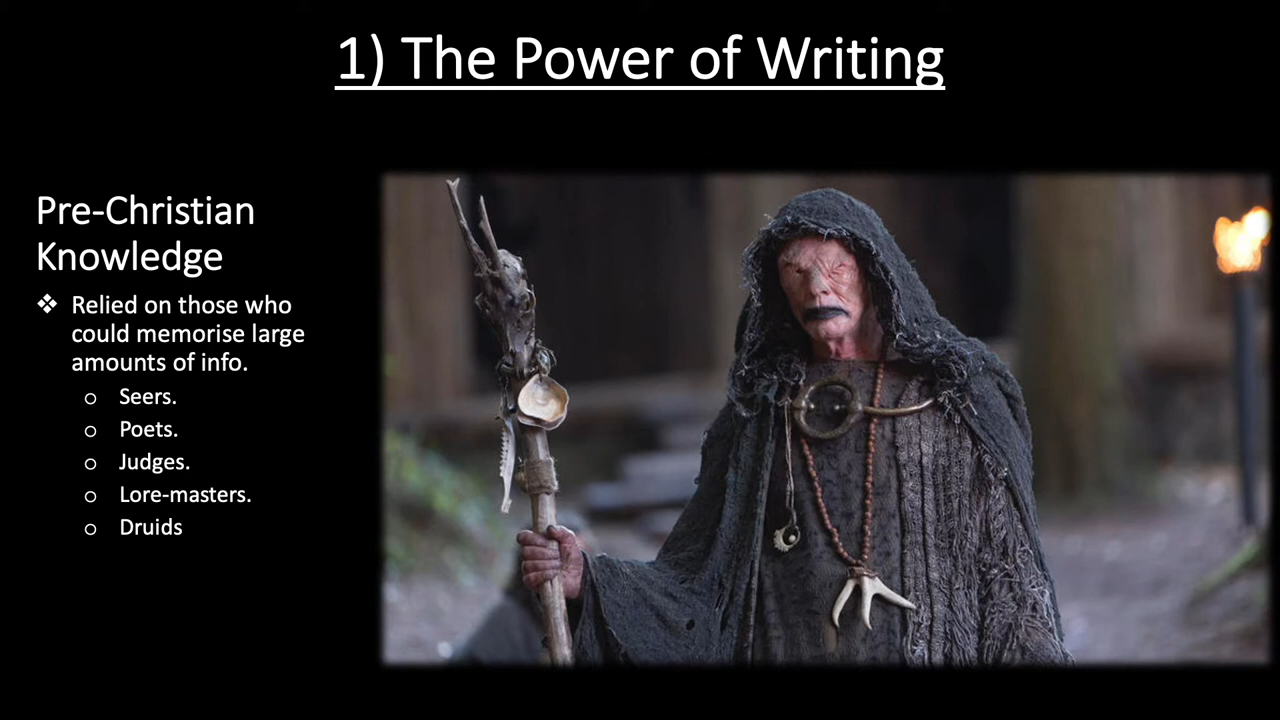 1) The Power of Writing
Pre-Christian
Knowledge
❖ Relied on those who
could memorise large
amounts of info.
o Seers.
o Poets.
o Judges.
o Lore-masters.
o Druids